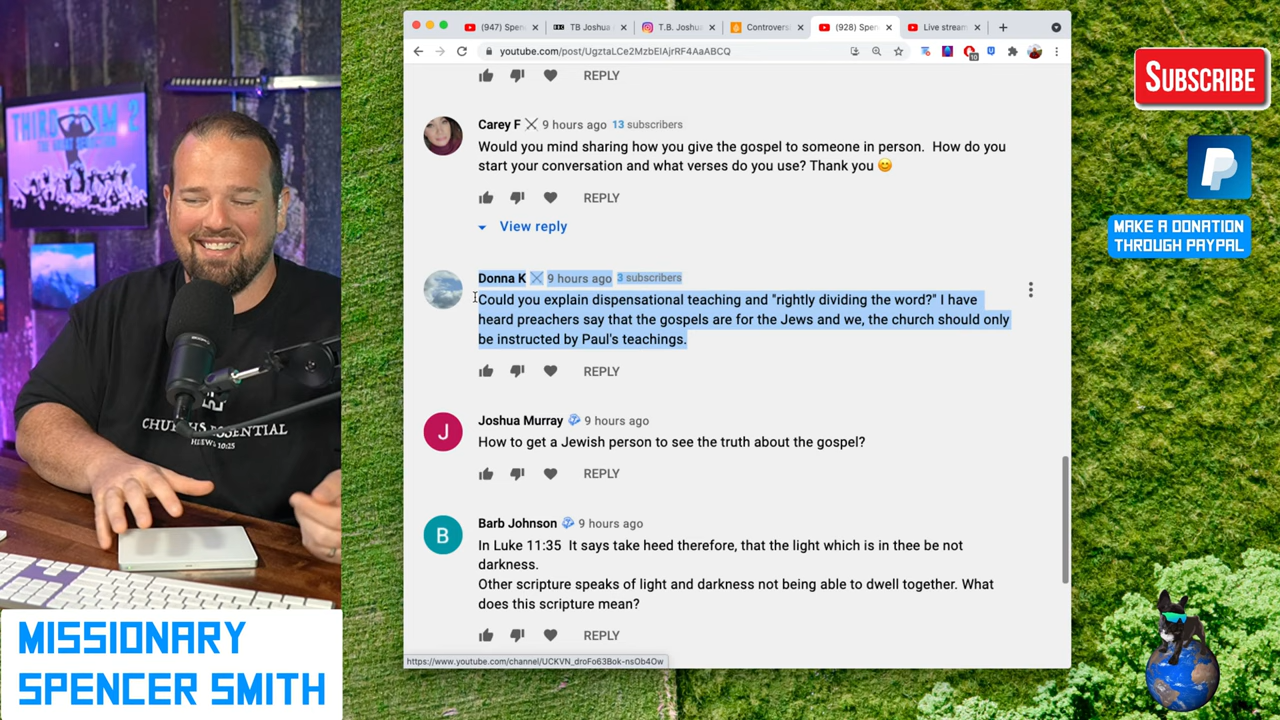 (947) Spen
TB Joshua
T.B. Joshu
Controvers
(928) Spen
Live stream
youtube.com/post/UgztaLCe2MzbEIAjrRF4AaABCQ
10
REPLY
Carey F 9 hours ago 13 subscribers
Would you mind sharing how you give the gospel to someone in person. How do you
start your conversation and what verses do you use? Thank you 😊
REPLY
View reply
Donna K 9 hours ago 3 subscribers
Could you explain dispensational teaching and "rightly dividing the word?" I have
heard preachers say that the gospels are for the Jews and we, the church should only
be instructed by Paul's teachings.
REPLY
J
Joshua Murray 9 hours ago
How to get a Jewish person to see the truth about the gospel?
REPLY
B
Barb Johnson 9 hours ago
In Luke 11:35 It says take heed therefore, that the light which is in thee be not
darkness.
Other scripture speaks of light and darkness not being able to dwell together. What
does this scripture mean?
REPLY
https://www.youtube.com/channel/UCKVN_droFo63Bok-nsOb4Ow
THIRD ADAM 2
MISSIONARY
SPENCER SMITH
SUBSCRIBE
MAKE A DONATION
THROUGH PAYPAL